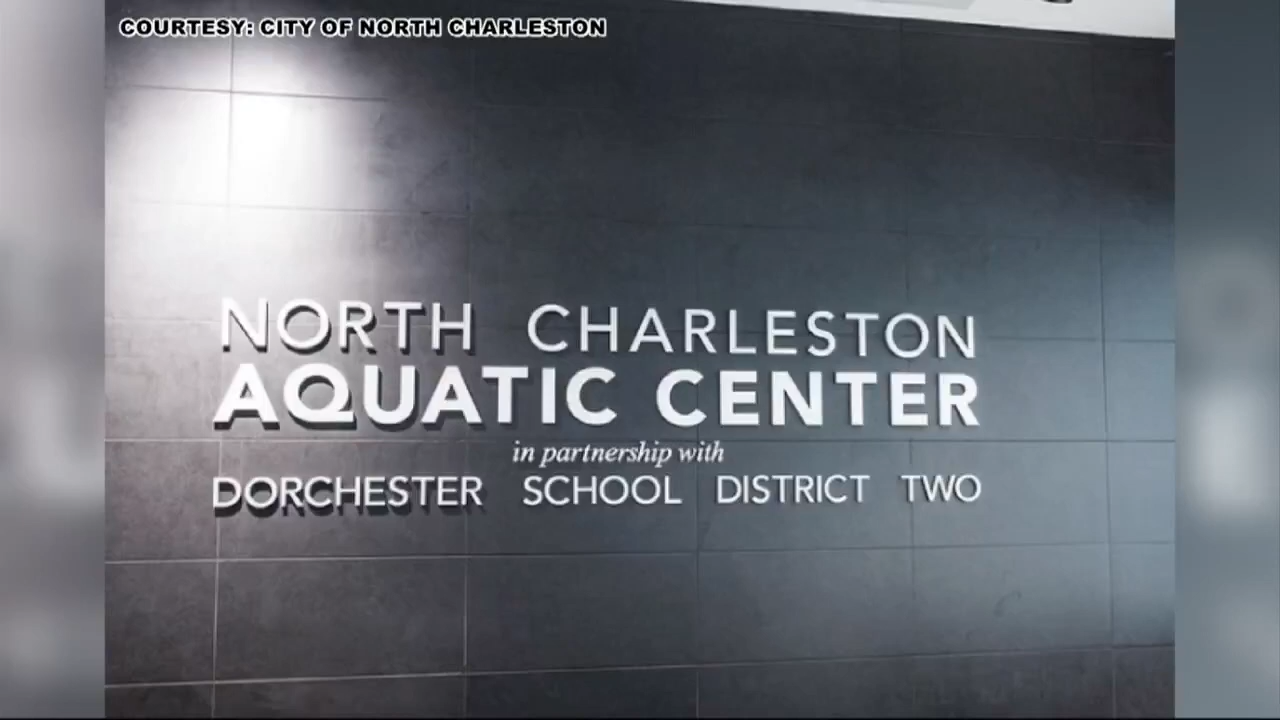 COURTESY: CITY OF NORTH CHARLESTON
NORTH CHARLESTON
AQUATIC CENTER
in partnership with
DORCHESTER SCHOOL DISTRICT TWO